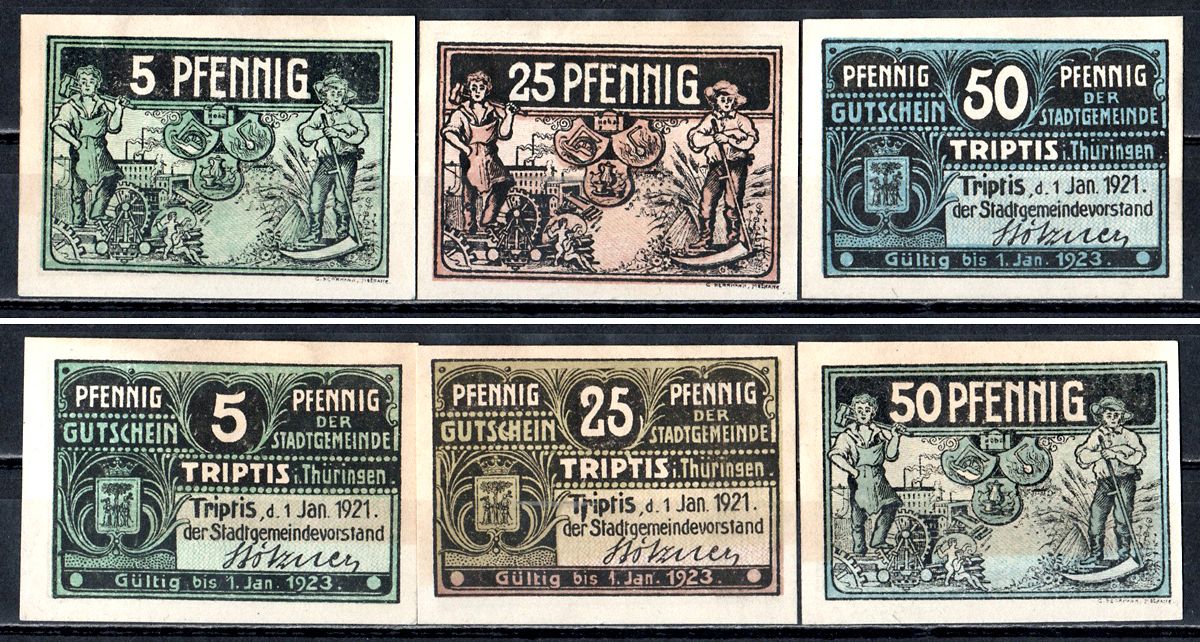 5 PFENNIG
25 PFENNIG
PFENNIG 50 PFENNIG
GUTSCHEIN DER STADTGEMEINDE
TRIPTIS i. Thüringen.
Triptis, d. 1 Jan. 1921.
der Stadtgemeindevorstand
Stötzner
Gültig bis 1. Jan. 1923.
PFENNIG 5 PFENNIG
GUTSCHEIN DER STADTGEMEINDE
TRIPTIS i. Thüringen.
Triptis, d. 1 Jan. 1921.
der Stadtgemeindevorstand
Stötzner
Gültig bis 1. Jan. 1923.
PFENNIG 25 PFENNIG
GUTSCHEIN DER STADTGEMEINDE
TRIPTIS i. Thüringen.
Triptis, d. 1 Jan. 1921.
der Stadtgemeindevorstand
Stötzner
Gültig bis 1. Jan. 1923.
50 PFENNIG